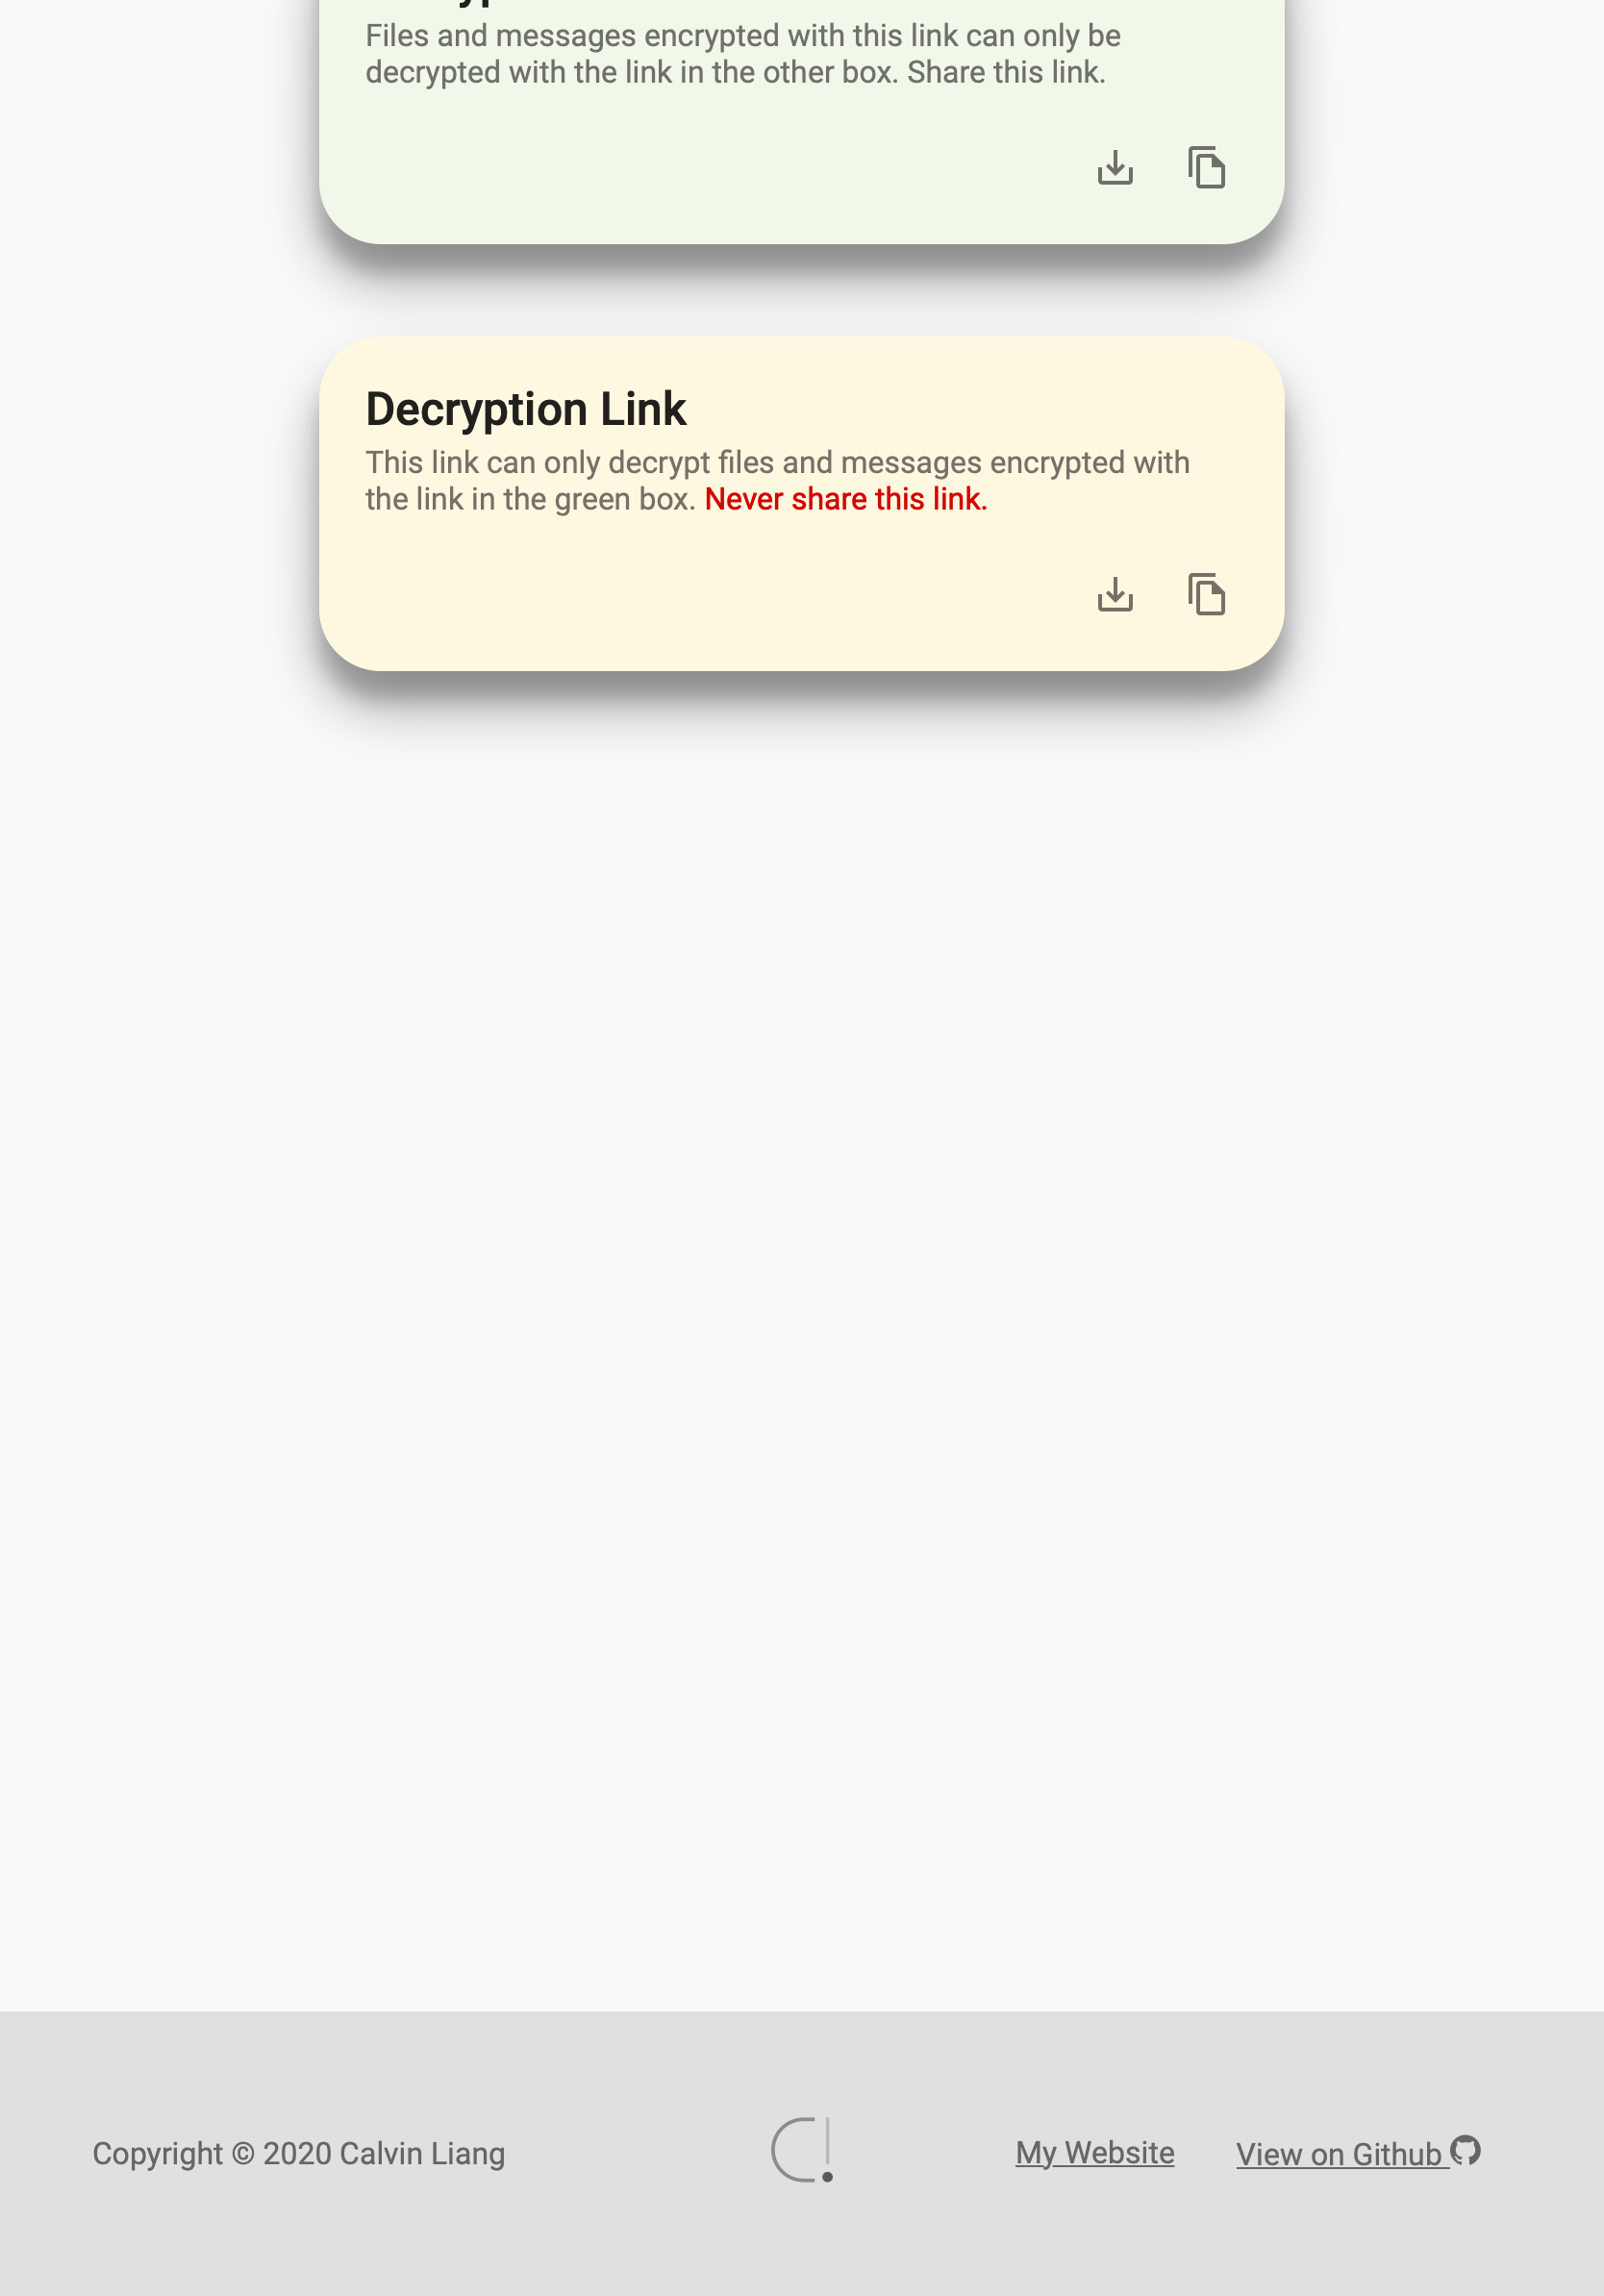 Files and messages encrypted with this link can only be
decrypted with the link in the other box. Share this link.
Decryption Link
This link can only decrypt files and messages encrypted with
the link in the green box. Never share this link.
Copyright © 2020 Calvin Liang
My Website
View on Github